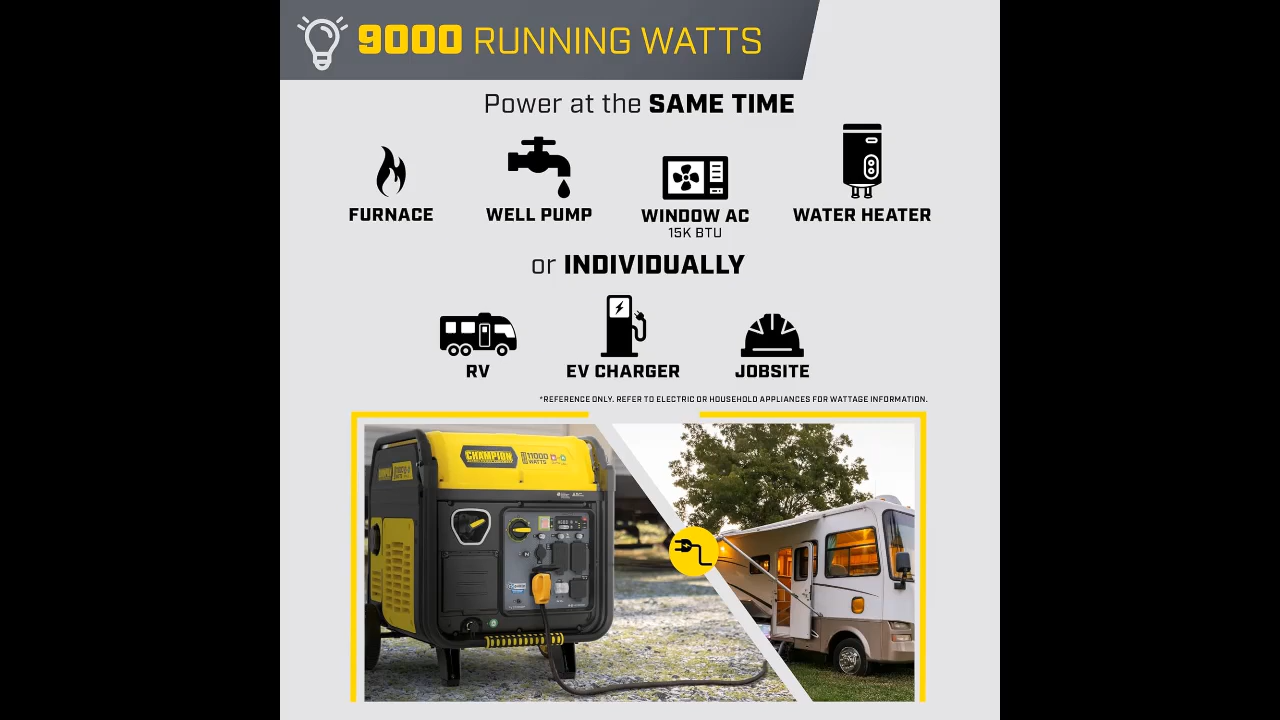 9000 RUNNING WATTS
Power at the SAME TIME
FURNACE
WELL PUMP
WINDOW AC
15K BTU
WATER HEATER
or INDIVIDUALLY
RV
EV CHARGER
JOBSITE
*REFERENCE ONLY. REFER TO ELECTRIC OR HOUSEHOLD APPLIANCES FOR WATTAGE INFORMATION.
CHAMPION
11000
WATTS